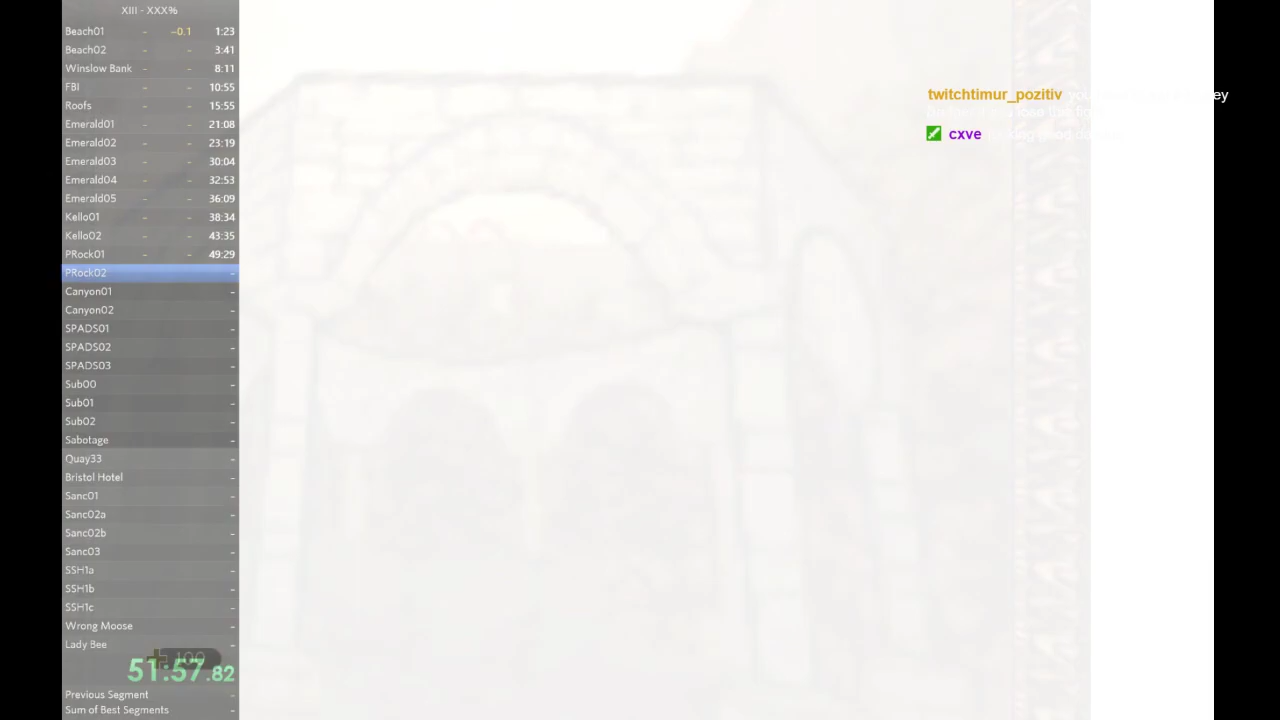 XIII - XXX%
Beach01 - −0.1 1:23
Beach02 - - 3:41
Winslow Bank - - 8:11
FBI - - 10:55
Roofs - - 15:55
Emerald01 - - 21:08
Emerald02 - - 23:19
Emerald03 - - 30:04
Emerald04 - - 32:53
Emerald05 - - 36:09
Kello01 - - 38:34
Kello02 - - 43:35
PRock01 - - 49:29
PRock02 -
Canyon01 -
Canyon02 -
SPADS01 -
SPADS02 -
SPADS03 -
Sub00 -
Sub01 -
Sub02 -
Sabotage -
Quay33 -
Bristol Hotel -
Sanc01 -
Sanc02a -
Sanc02b -
Sanc03 -
SSH1a -
SSH1b -
SSH1c -
Wrong Moose -
Lady Bee -
100
51:57.82
Previous Segment -
Sum of Best Segments -
twitchtimur_pozitiv
cxve